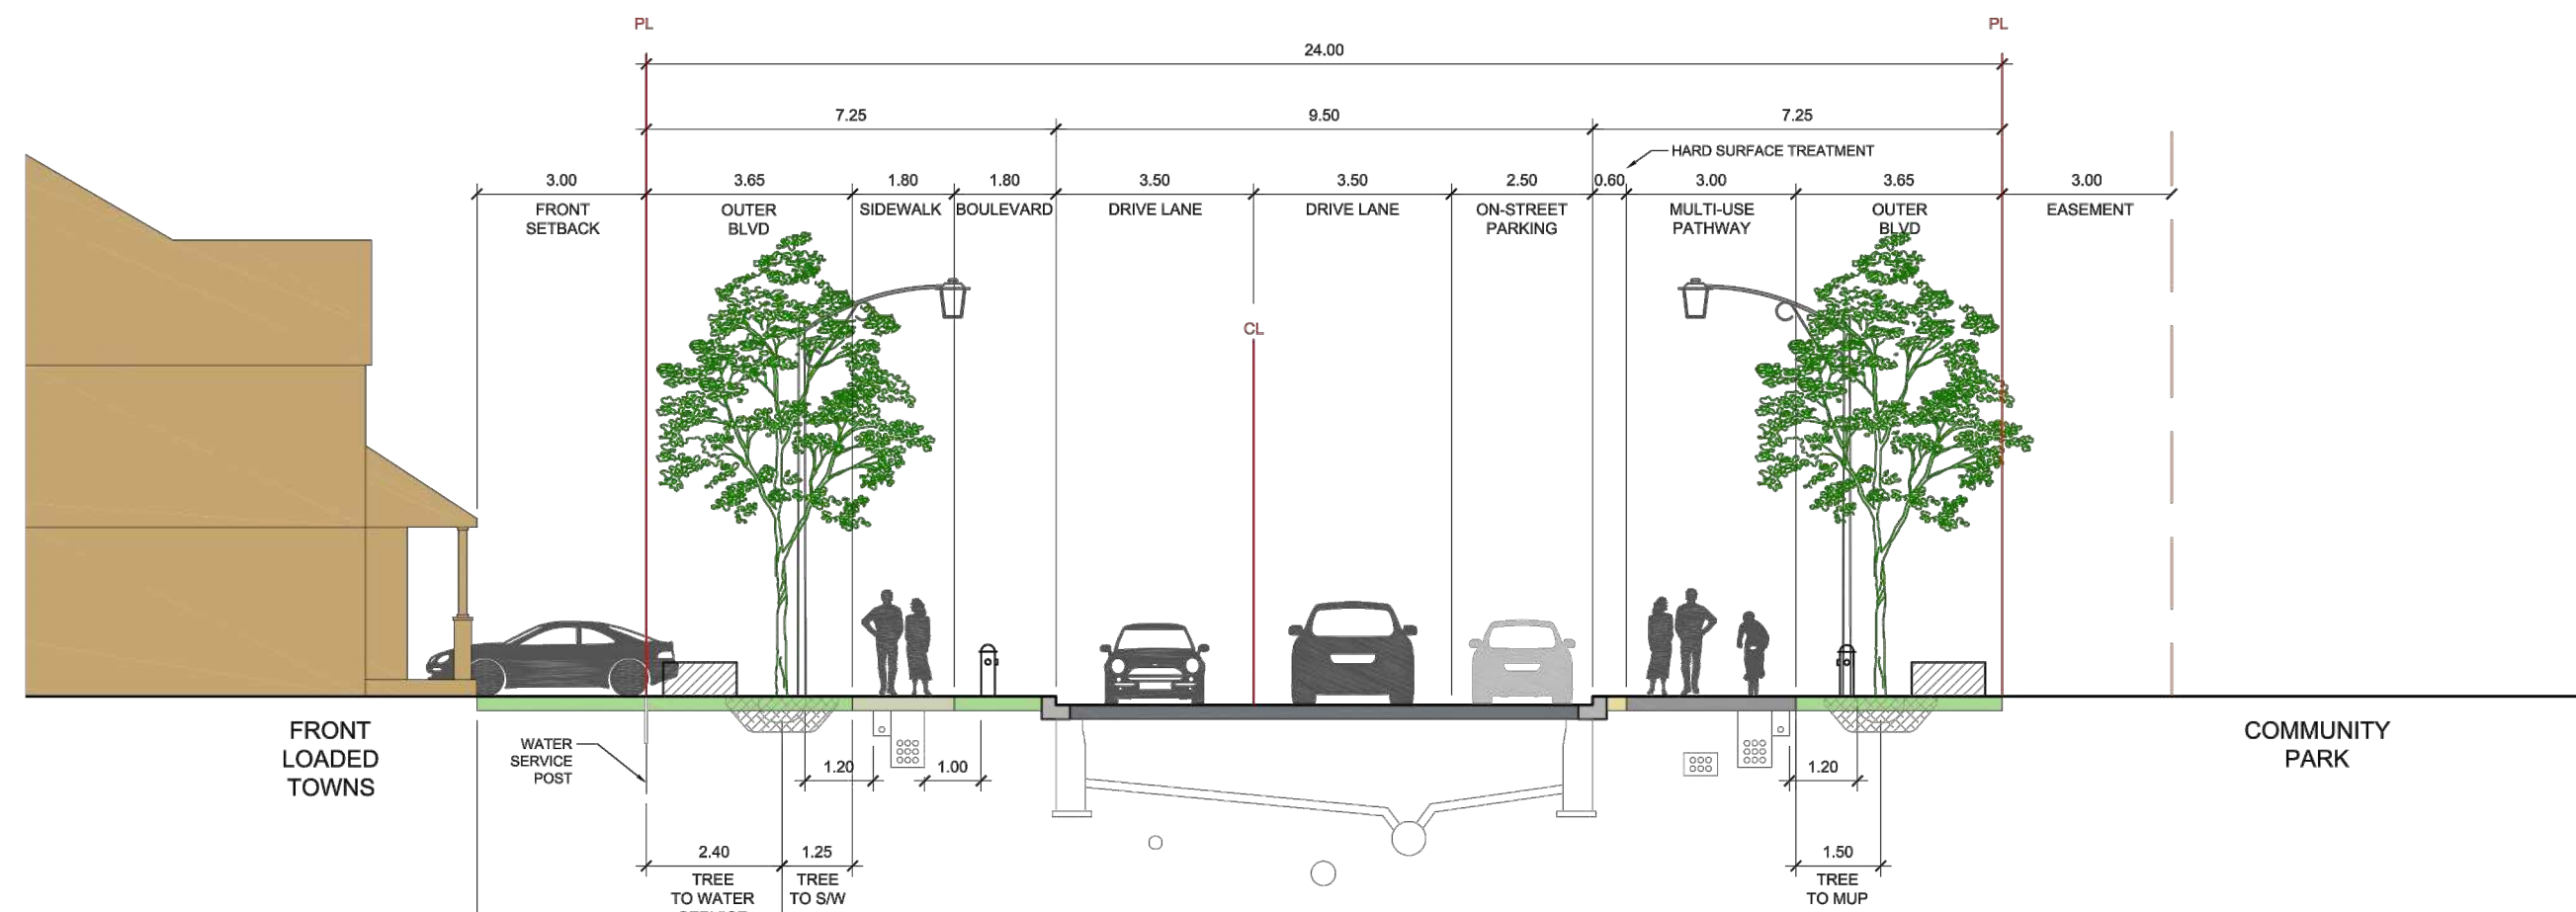 PL
PL
24.00
7.25
9.50
7.25
HARD SURFACE TREATMENT
3.00
3.65
1.80
1.80
3.50
3.50
2.50
0.60
3.00
3.65
3.00
FRONT
SETBACK
OUTER
BLVD
SIDEWALK
BOULEVARD
DRIVE LANE
DRIVE LANE
ON-STREET
PARKING
MULTI-USE
PATHWAY
OUTER
BLVD
EASEMENT
CL
FRONT
LOADED
TOWNS
WATER
SERVICE
POST
1.20
1.00
1.20
COMMUNITY
PARK
2.40
TREE
TO WATER
1.25
TREE
TO S/W
1.50
TREE
TO MUP